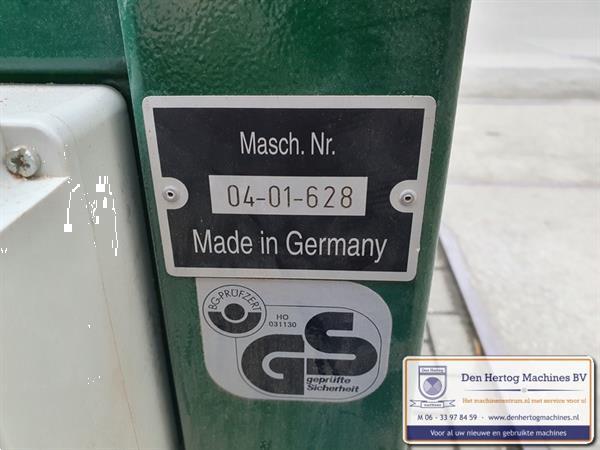 Masch. Nr.
04-01-628
Made in Germany
BG-PRÜFZERT
HO
031130
GS
geprüfte
Sicherheit
Den Hertog
Den Hertog Machines BV
Het machinecentrum.nl met service voor u!
M 06 - 33 97 84 59 - www.denhertogmachines.nl
Voor al uw nieuwe en gebruikte machines